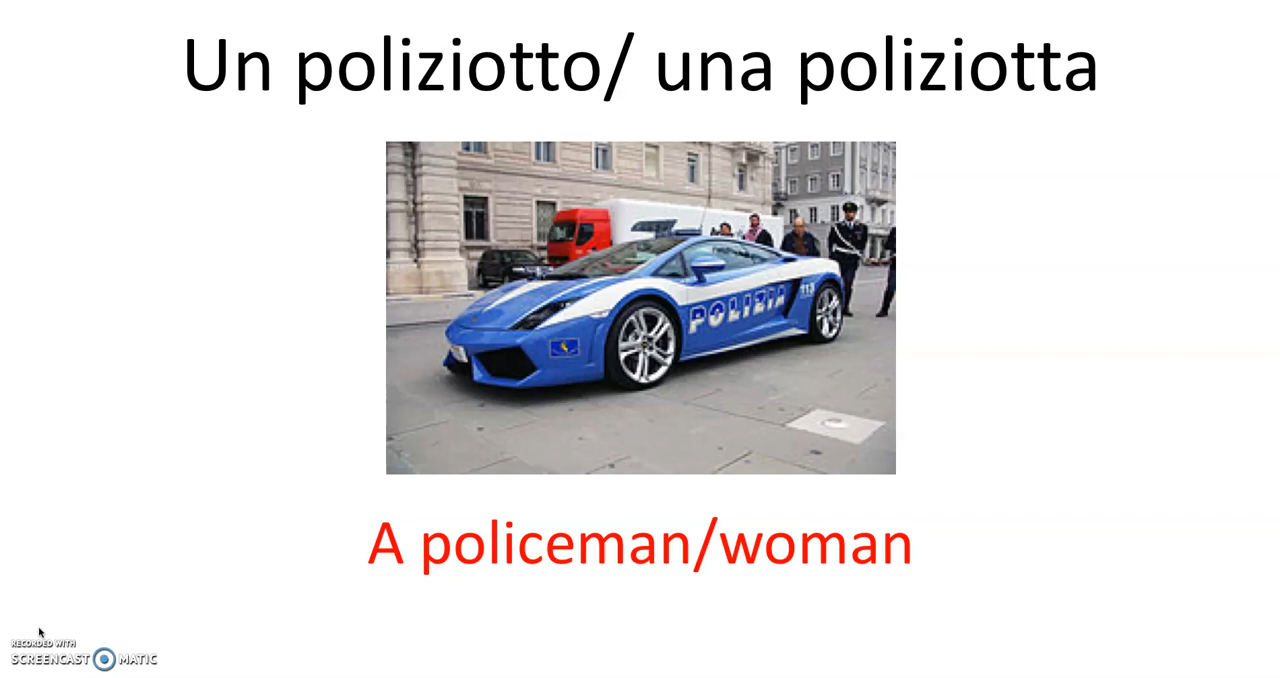 Un poliziotto/ una poliziotta
POLIZIA
113
A policeman/woman
RECORDED WITH
SCREENCAST MATIC